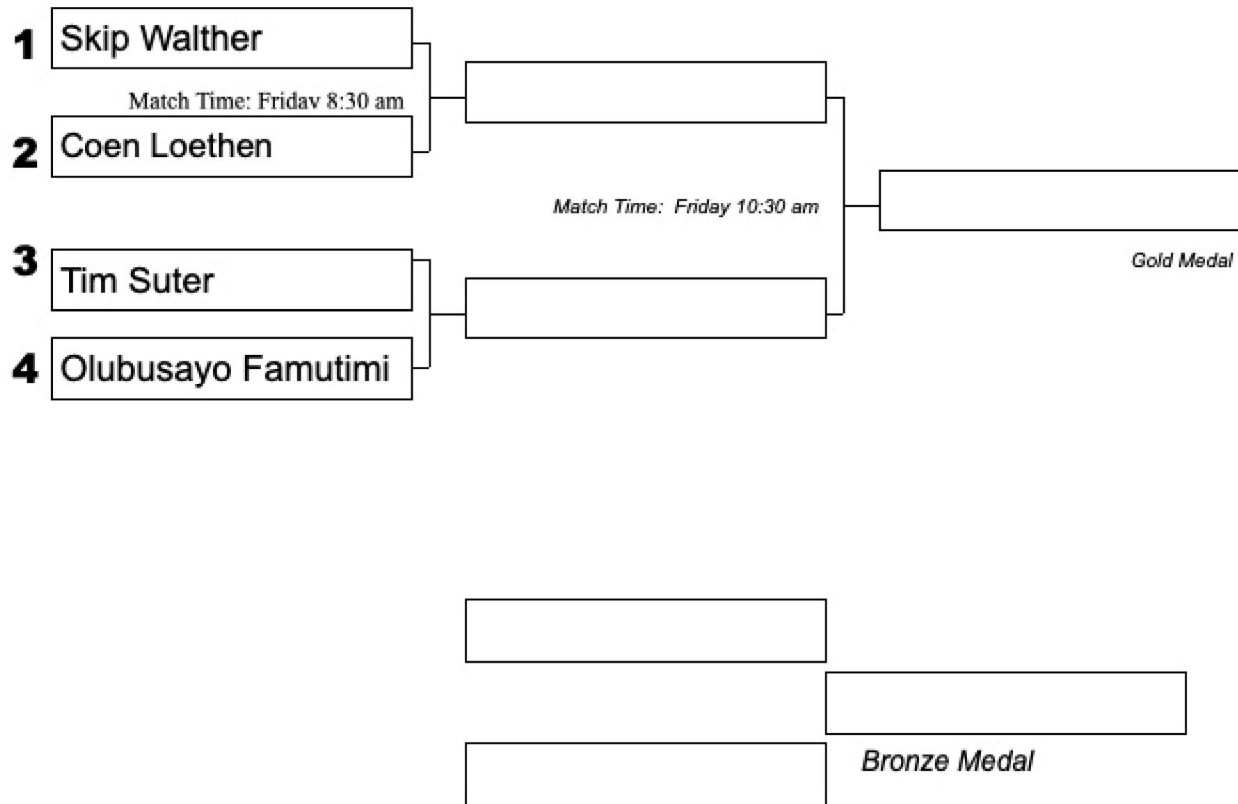 1 Skip Walther
Match Time: Friday 8:30 am
2 Coen Loethen
Match Time: Friday 10:30 am
3 Tim Suter
Gold Medal
4 Olubusayo Famutimi
Bronze Medal